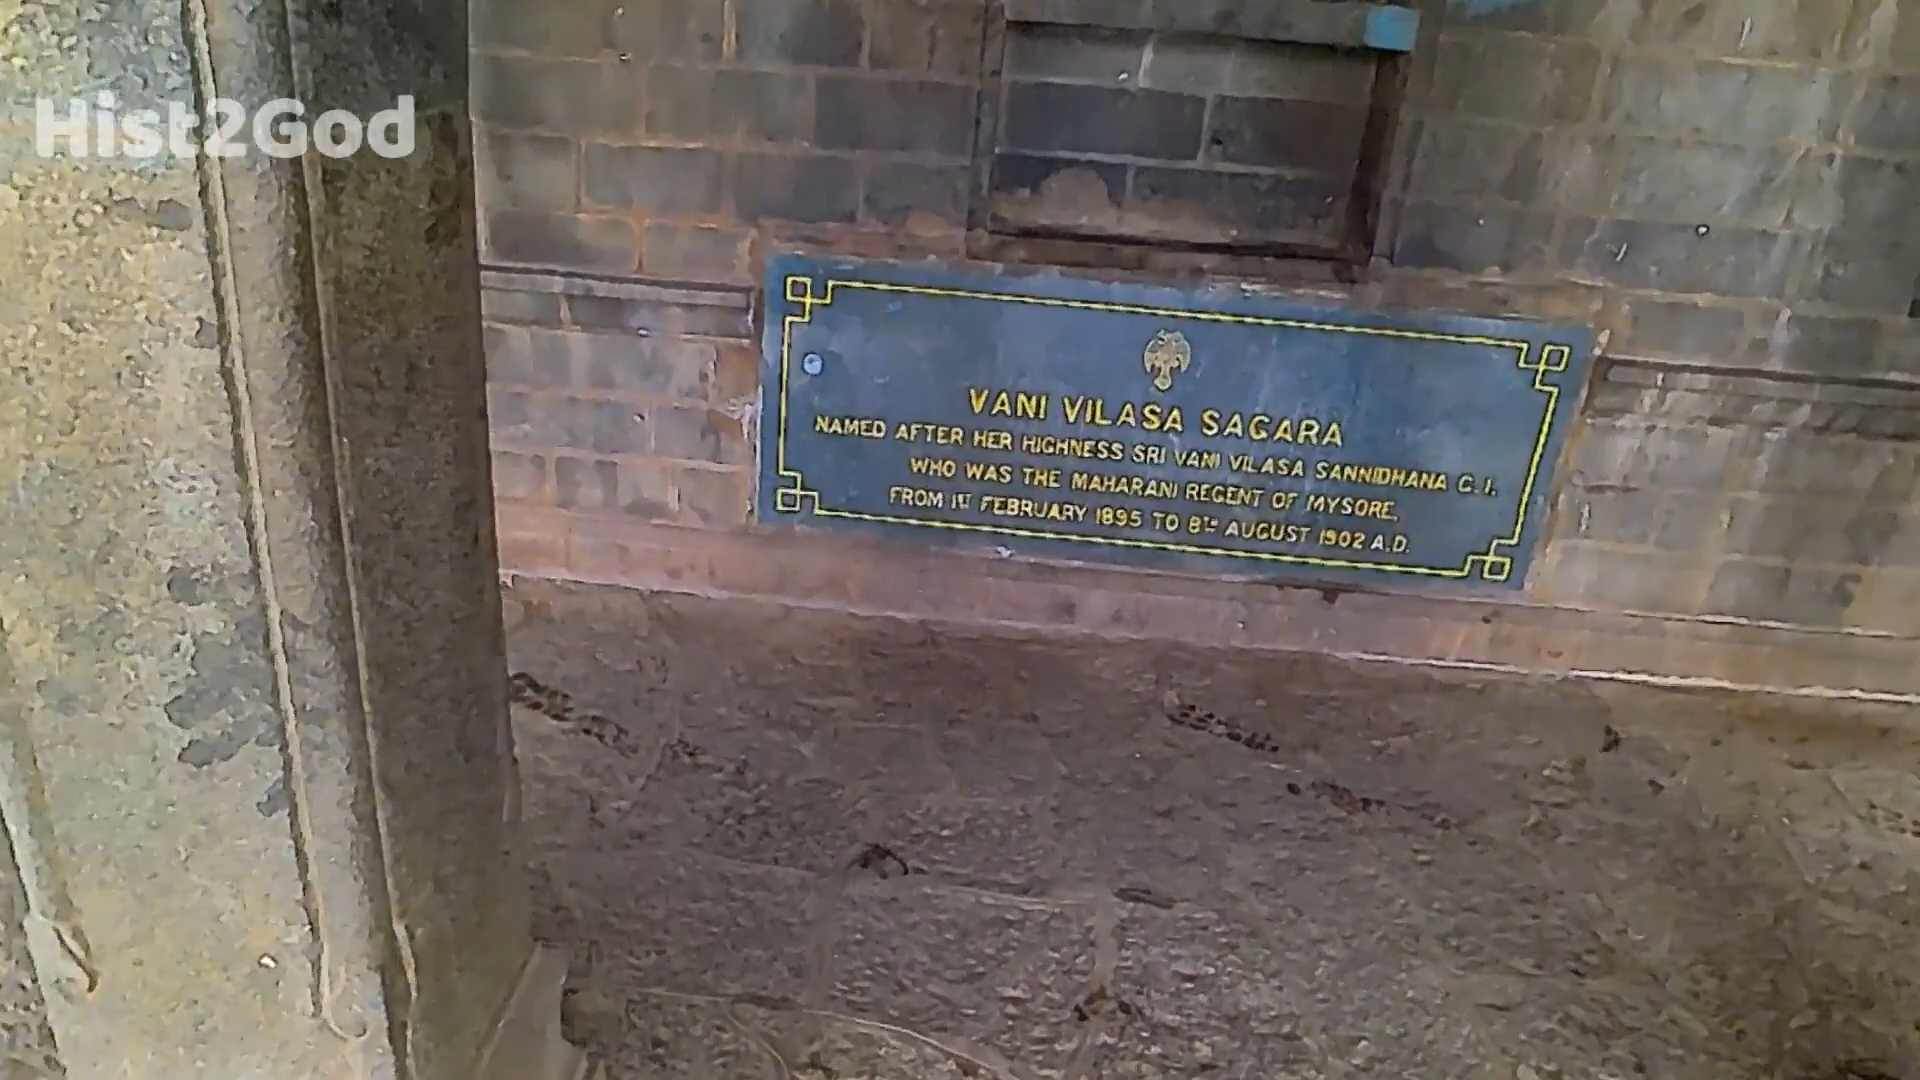 Hist2God
VANI VILASA SAGARA
NAMED AFTER HER HIGHNESS SRI VANI VILASA SANNIDHANA C.I.
WHO WAS THE MAHARANI REGENT OF MYSORE,
FROM 1ST FEBRUARY 1895 TO 8TH AUGUST 1902 A.D.